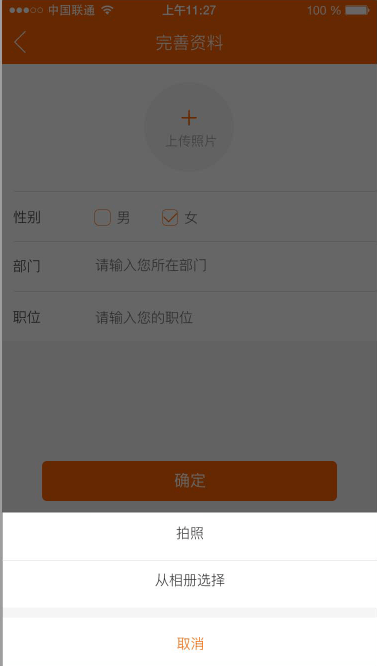 中国联通 上午11:27 100 %
完善资料
上传照片
性别 男 女
部门 请输入您所在部门
职位 请输入您的职位
确定
拍照
从相册选择
取消